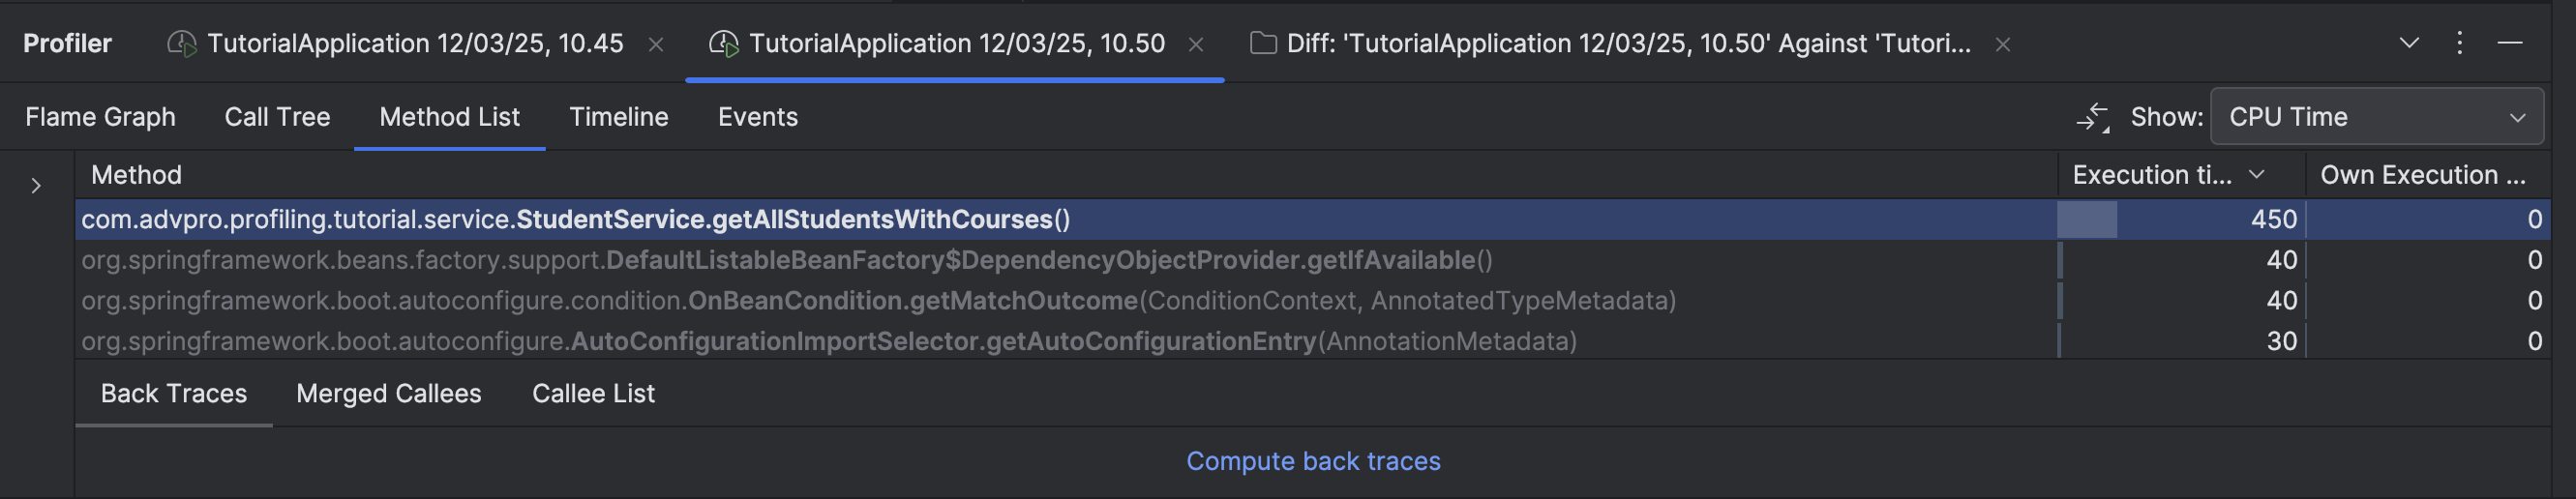 Profiler TutorialApplication 12/03/25, 10.45 TutorialApplication 12/03/25, 10.50 Diff: 'TutorialApplication 12/03/25, 10.50' Against 'Tutori...
Flame Graph Call Tree Method List Timeline Events Show: CPU Time
Method Execution ti... Own Execution ...
com.advpro.profiling.tutorial.service.StudentService.getAllStudentsWithCourses() 450 0
org.springframework.beans.factory.support.DefaultListableBeanFactory$DependencyObjectProvider.getIfAvailable() 40 0
org.springframework.boot.autoconfigure.condition.OnBeanCondition.getMatchOutcome(ConditionContext, AnnotatedTypeMetadata) 40 0
org.springframework.boot.autoconfigure.AutoConfigurationImportSelector.getAutoConfigurationEntry(AnnotationMetadata) 30 0
Back Traces Merged Callees Callee List
Compute back traces